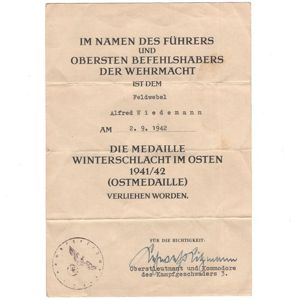 IM NAMEN DES FÜHRERS
UND
OBERSTEN BEFEHLSHABERS
DER WEHRMACHT
IST DEM
Feldwebel
Alfred Wiedemann
AM 2. 9. 1942
DIE MEDAILLE
WINTERSCHLACHT IM OSTEN
1941/42
(OSTMEDAILLE)
VERLIEHEN WORDEN.
FÜR DIE RICHTIGKEIT:
Oberstleutnant und Kommodore
des Kampfgeschwaders 3.